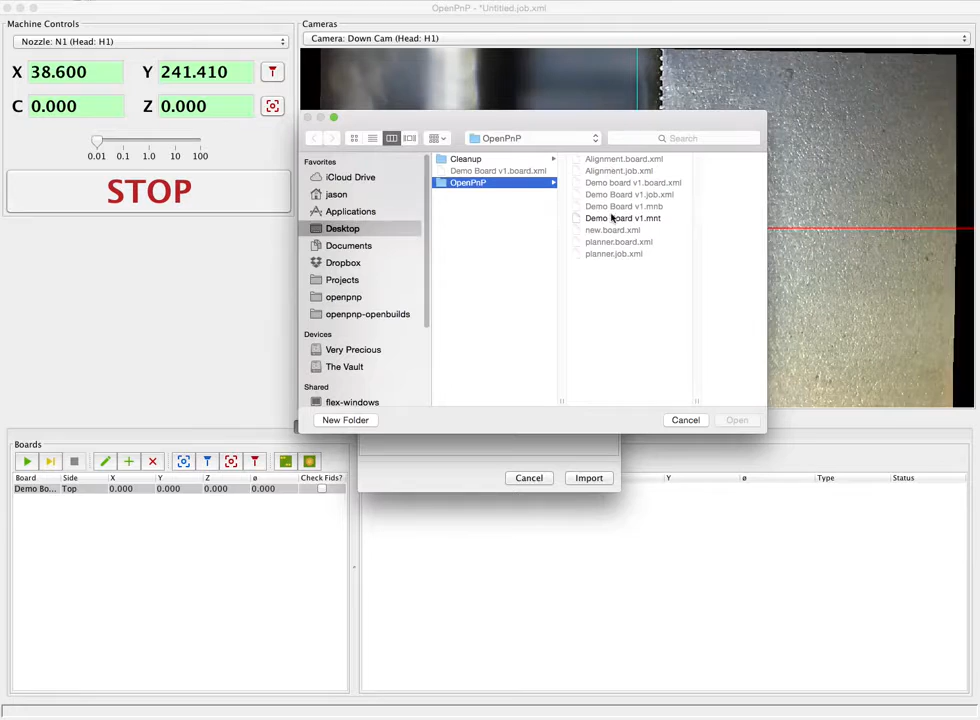 OpenPnP - *Untitled.job.xml
Machine Controls
Nozzle: N1 (Head: H1)
X 38.600 Y 241.410
C 0.000 Z 0.000
0.01 0.1 1.0 10 100
STOP
Cameras
Camera: Down Cam (Head: H1)
OpenPnP
Search
Favorites
iCloud Drive
jason
Applications
Desktop
Documents
Dropbox
Projects
openpnp
openpnp-openbuilds
Devices
Very Precious
The Vault
Shared
flex-windows
Cleanup
Demo Board v1.board.xml
OpenPnP
Alignment.board.xml
Alignment.job.xml
Demo board v1.board.xml
Demo Board v1.job.xml
Demo Board v1.mnb
Demo Board v1.mnt
new.board.xml
planner.board.xml
planner.job.xml
New Folder
Cancel
Open
Cancel
Import
Boards
Board Side X Y Z ø Check Fids?
Demo Bo... Top 0.000 0.000 0.000 0.000
Y ø Type Status